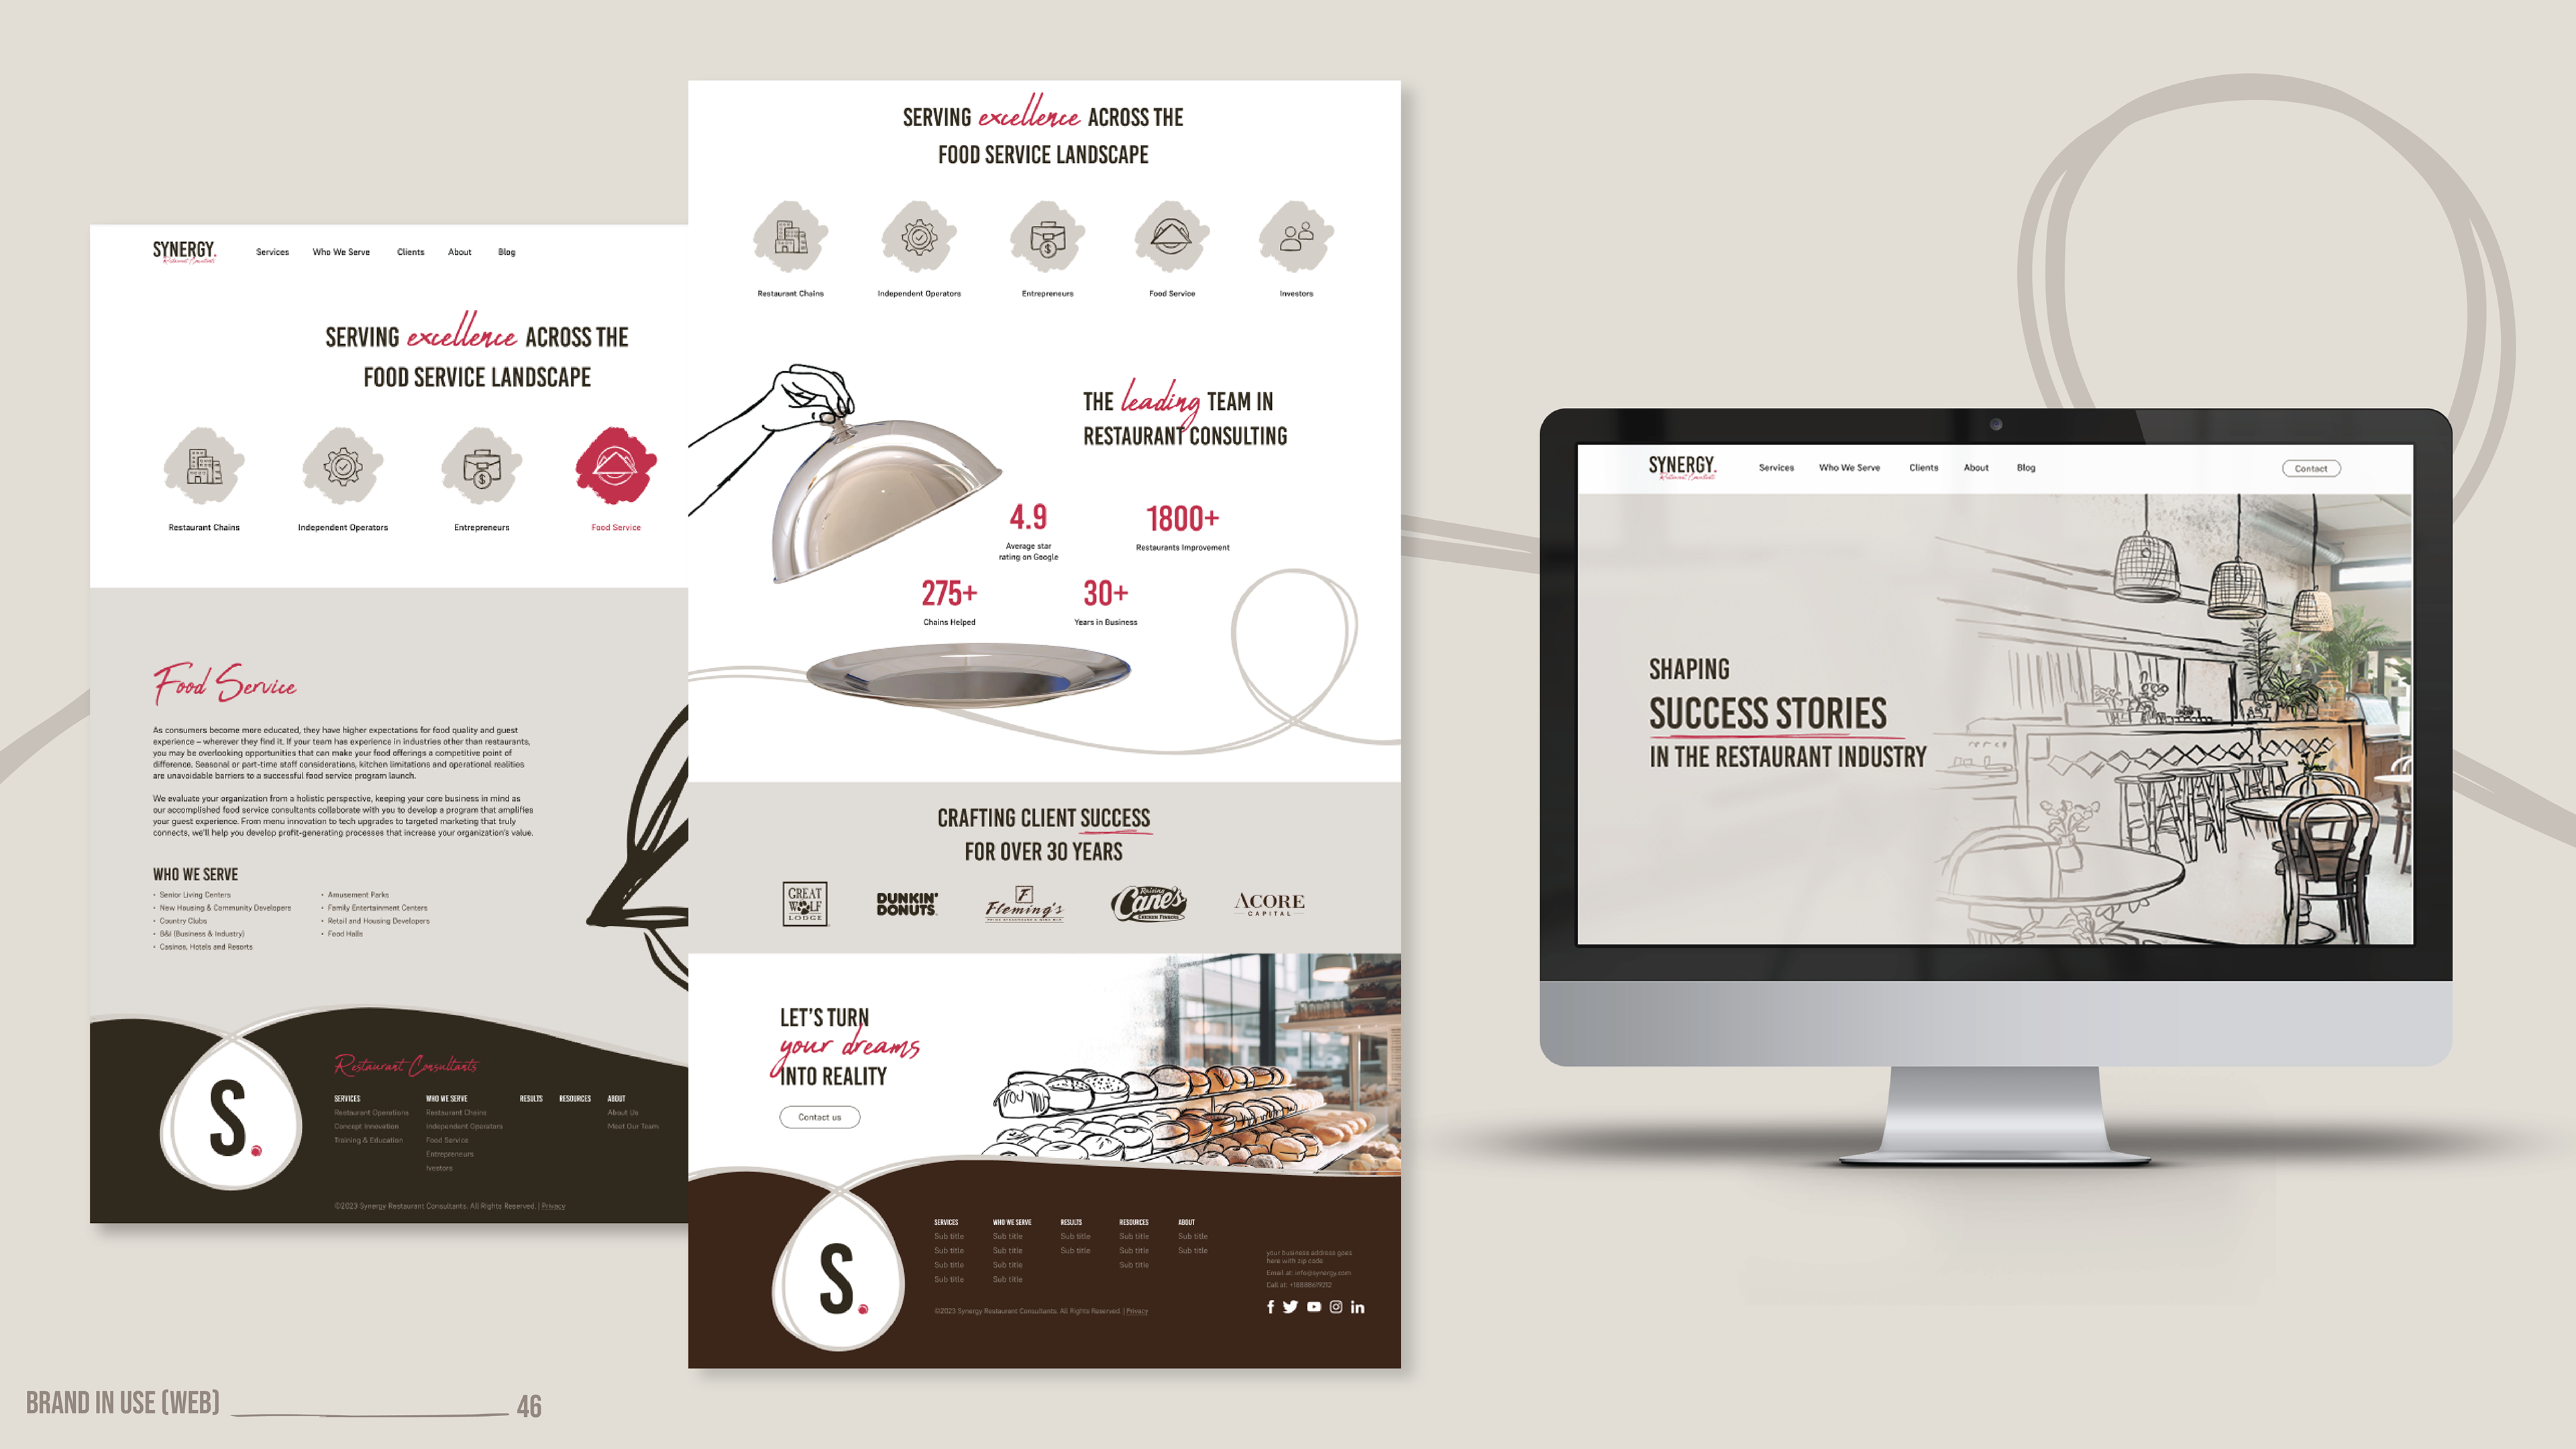 SYNERGY.
Restaurant Consultants
Services Who We Serve Clients About Blog
SERVING excellence ACROSS THE
FOOD SERVICE LANDSCAPE
Restaurant Chains Independent Operators Entrepreneurs Food Service
Food Service
As consumers become more educated, they have higher expectations for food quality and guest
experience – wherever they find it. If your team has experience in industries other than restaurants,
you may be overlooking opportunities that can make your food offerings a competitive point of
difference. Seasonal or part-time staff considerations, kitchen limitations and operational realities
are unavoidable barriers to a successful food service program launch.
We evaluate your organization from a holistic perspective, keeping your core business in mind as
our accomplished food service consultants collaborate with you to develop a program that amplifies
your guest experience. From menu innovation to tech upgrades to targeted marketing that truly
connects, we'll help you develop profit-generating processes that increase your organization's value.
WHO WE SERVE
• Senior Living Centers
• New Housing & Community Developers
• Country Clubs
• B&I (Business & Industry)
• Casinos, Hotels and Resorts
• Amusement Parks
• Family Entertainment Centers
• Retail and Housing Developers
• Food Halls
S.
Restaurant Consultants
SERVICES
Restaurant Operations
Concept Innovation
Training & Education
WHO WE SERVE
Restaurant Chains
Independent Operators
Food Service
Entrepreneurs
Ivestors
RESULTS
RESOURCES
ABOUT
About Us
Meet Our Team
©2023 Synergy Restaurant Consultants. All Rights Reserved. | Privacy
SERVING excellence ACROSS THE
FOOD SERVICE LANDSCAPE
Restaurant Chains Independent Operators Entrepreneurs Food Service Investors
THE leading TEAM IN
RESTAURANT CONSULTING
4.9
Average star
rating on Google
1800+
Restaurants Improvement
275+
Chains Helped
30+
Years in Business
CRAFTING CLIENT SUCCESS
FOR OVER 30 YEARS
GREAT
WOLF
LODGE
DUNKIN'
DONUTS
F
Fleming's
PRIME STEAKHOUSE & WINE BAR
Raising
Cane's
CHICKEN FINGERS
ACORE
CAPITAL
LET'S TURN
your dreams
INTO REALITY
Contact us
S.
SERVICES
Sub title
Sub title
Sub title
Sub title
WHO WE SERVE
Sub title
Sub title
Sub title
Sub title
RESULTS
Sub title
Sub title
RESOURCES
Sub title
Sub title
Sub title
ABOUT
Sub title
Sub title
your business address goes
here with zip code
Email at: info@synergy.com
Call at: +18888619212
©2023 Synergy Restaurant Consultants. All Rights Reserved. | Privacy
SYNERGY.
Restaurant Consultants
Services Who We Serve Clients About Blog Contact
SHAPING
SUCCESS STORIES
IN THE RESTAURANT INDUSTRY
BRAND IN USE (WEB) 46